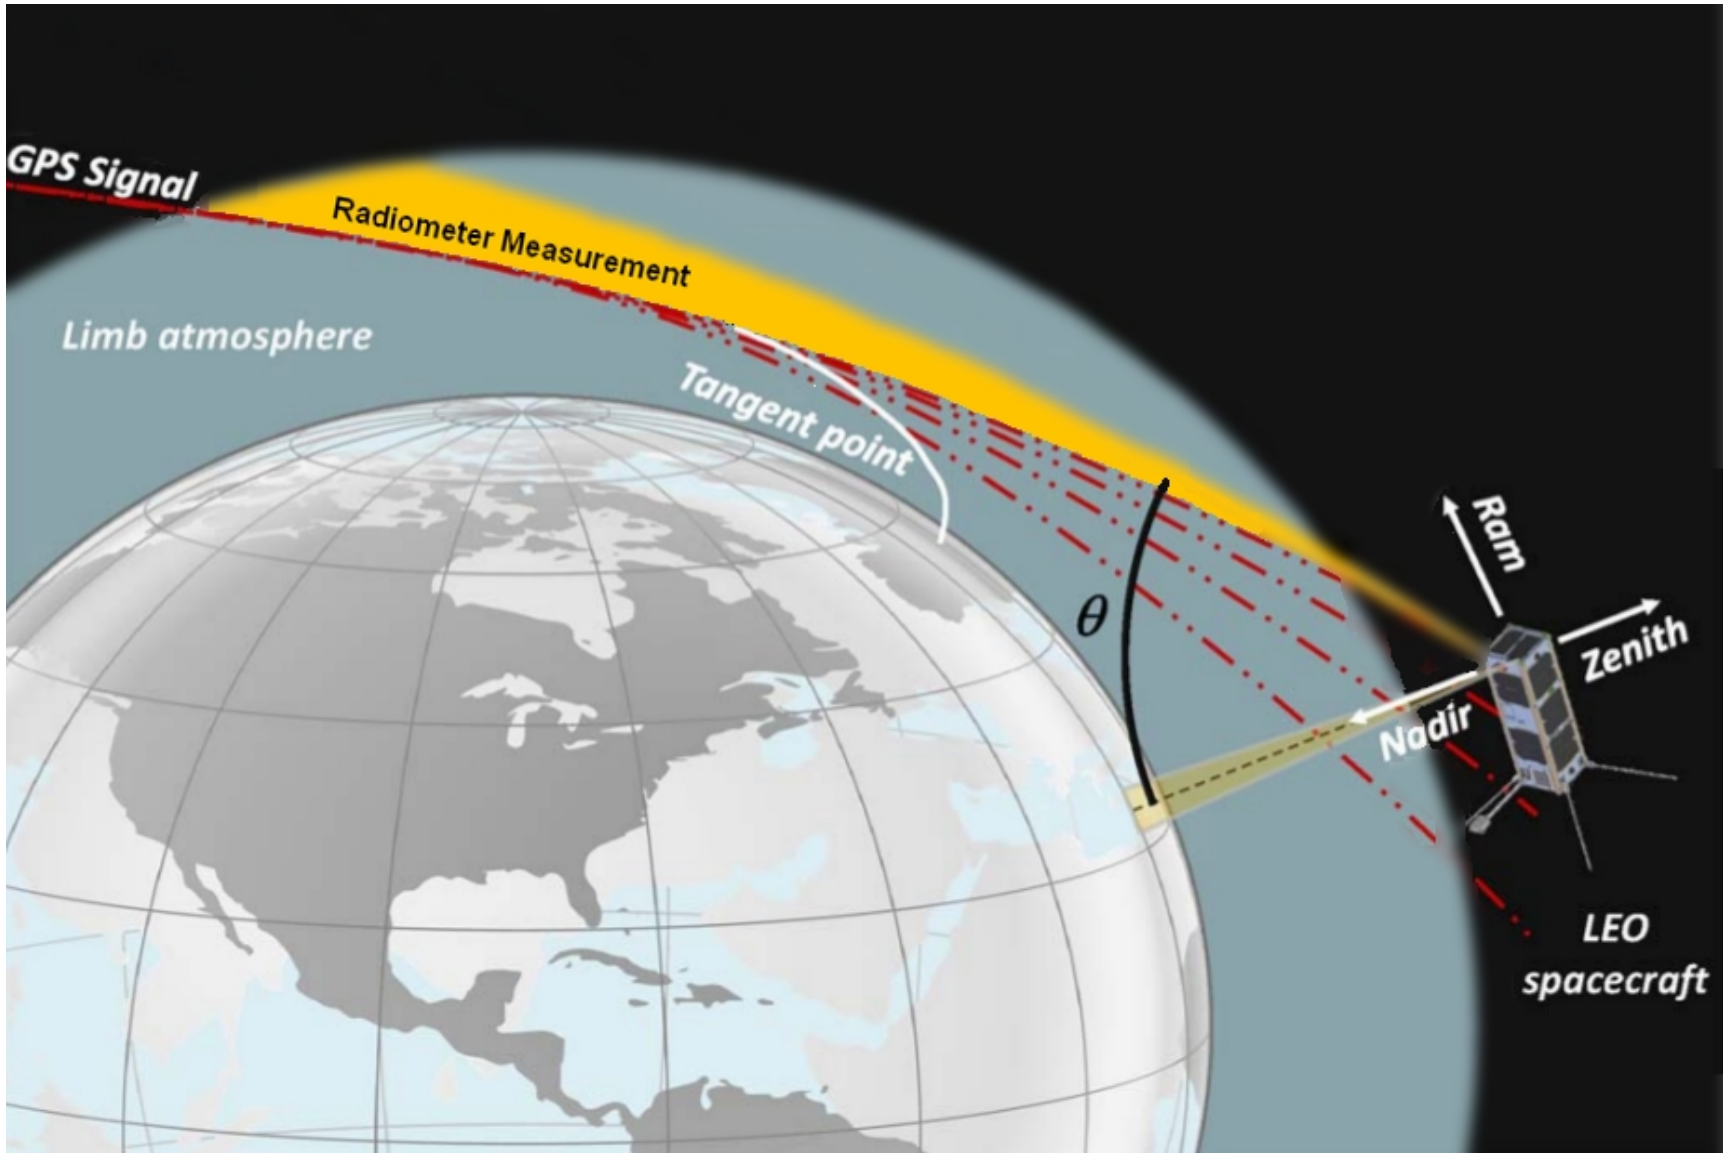 GPS Signal
Radiometer Measurement
Limb atmosphere
Tangent point
θ
Ram
Zenith
Nadir
LEO
spacecraft